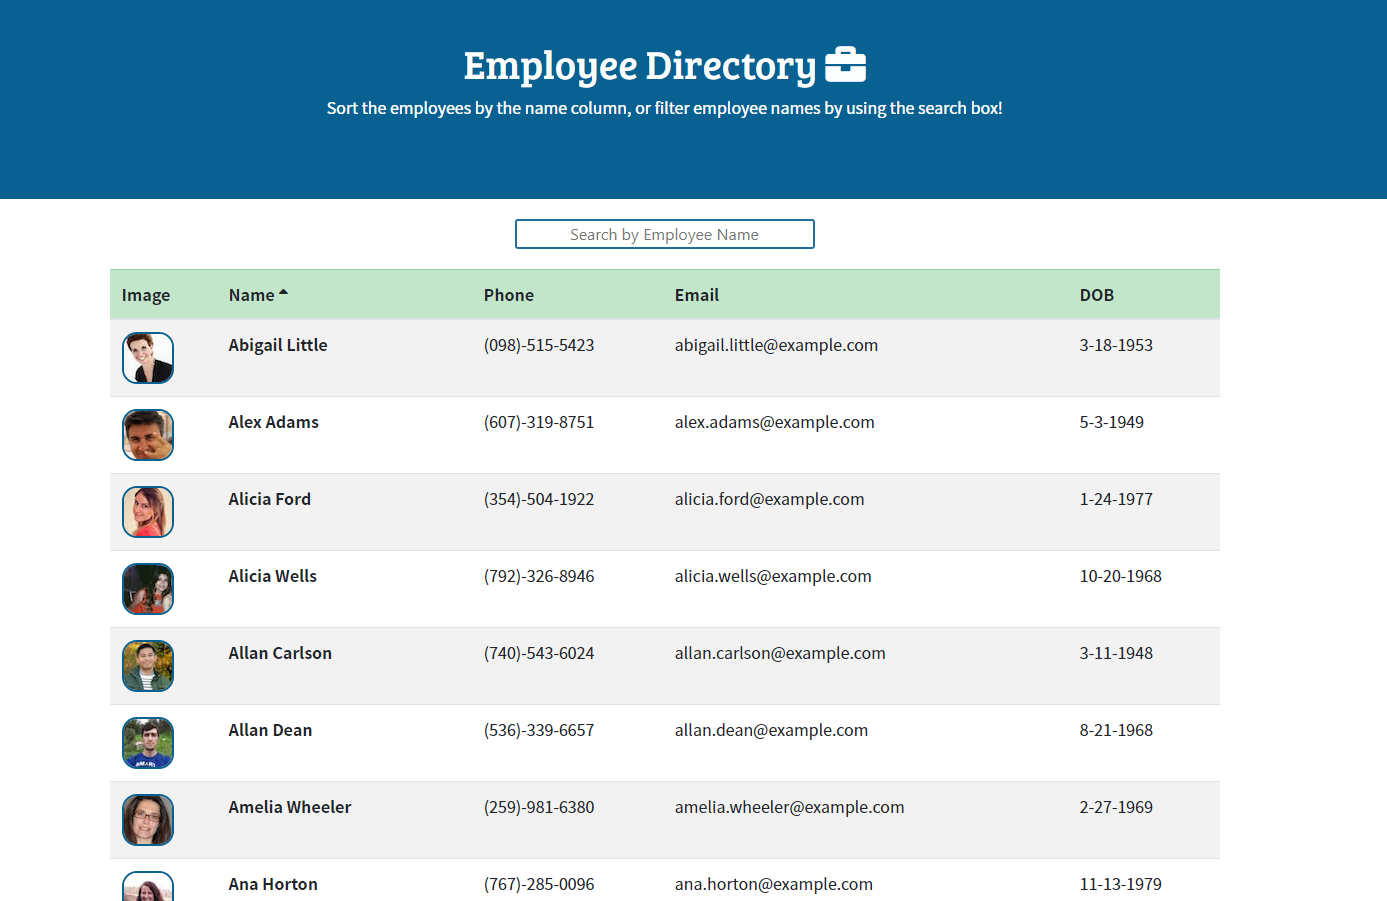 Employee Directory
Sort the employees by the name column, or filter employee names by using the search box!
Search by Employee Name
Image Name Phone Email DOB
Abigail Little (098)-515-5423 abigail.little@example.com 3-18-1953
Alex Adams (607)-319-8751 alex.adams@example.com 5-3-1949
Alicia Ford (354)-504-1922 alicia.ford@example.com 1-24-1977
Alicia Wells (792)-326-8946 alicia.wells@example.com 10-20-1968
Allan Carlson (740)-543-6024 allan.carlson@example.com 3-11-1948
Allan Dean (536)-339-6657 allan.dean@example.com 8-21-1968
Amelia Wheeler (259)-981-6380 amelia.wheeler@example.com 2-27-1969
Ana Horton (767)-285-0096 ana.horton@example.com 11-13-1979